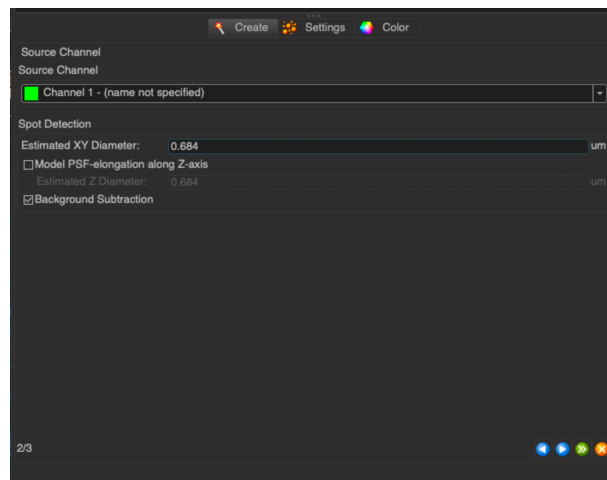 Create Settings Color
Source Channel
Source Channel
Channel 1 - (name not specified)
Spot Detection
Estimated XY Diameter: 0.684 um
Model PSF-elongation along Z-axis
Estimated Z Diameter: 0.684 um
Background Subtraction
2/3